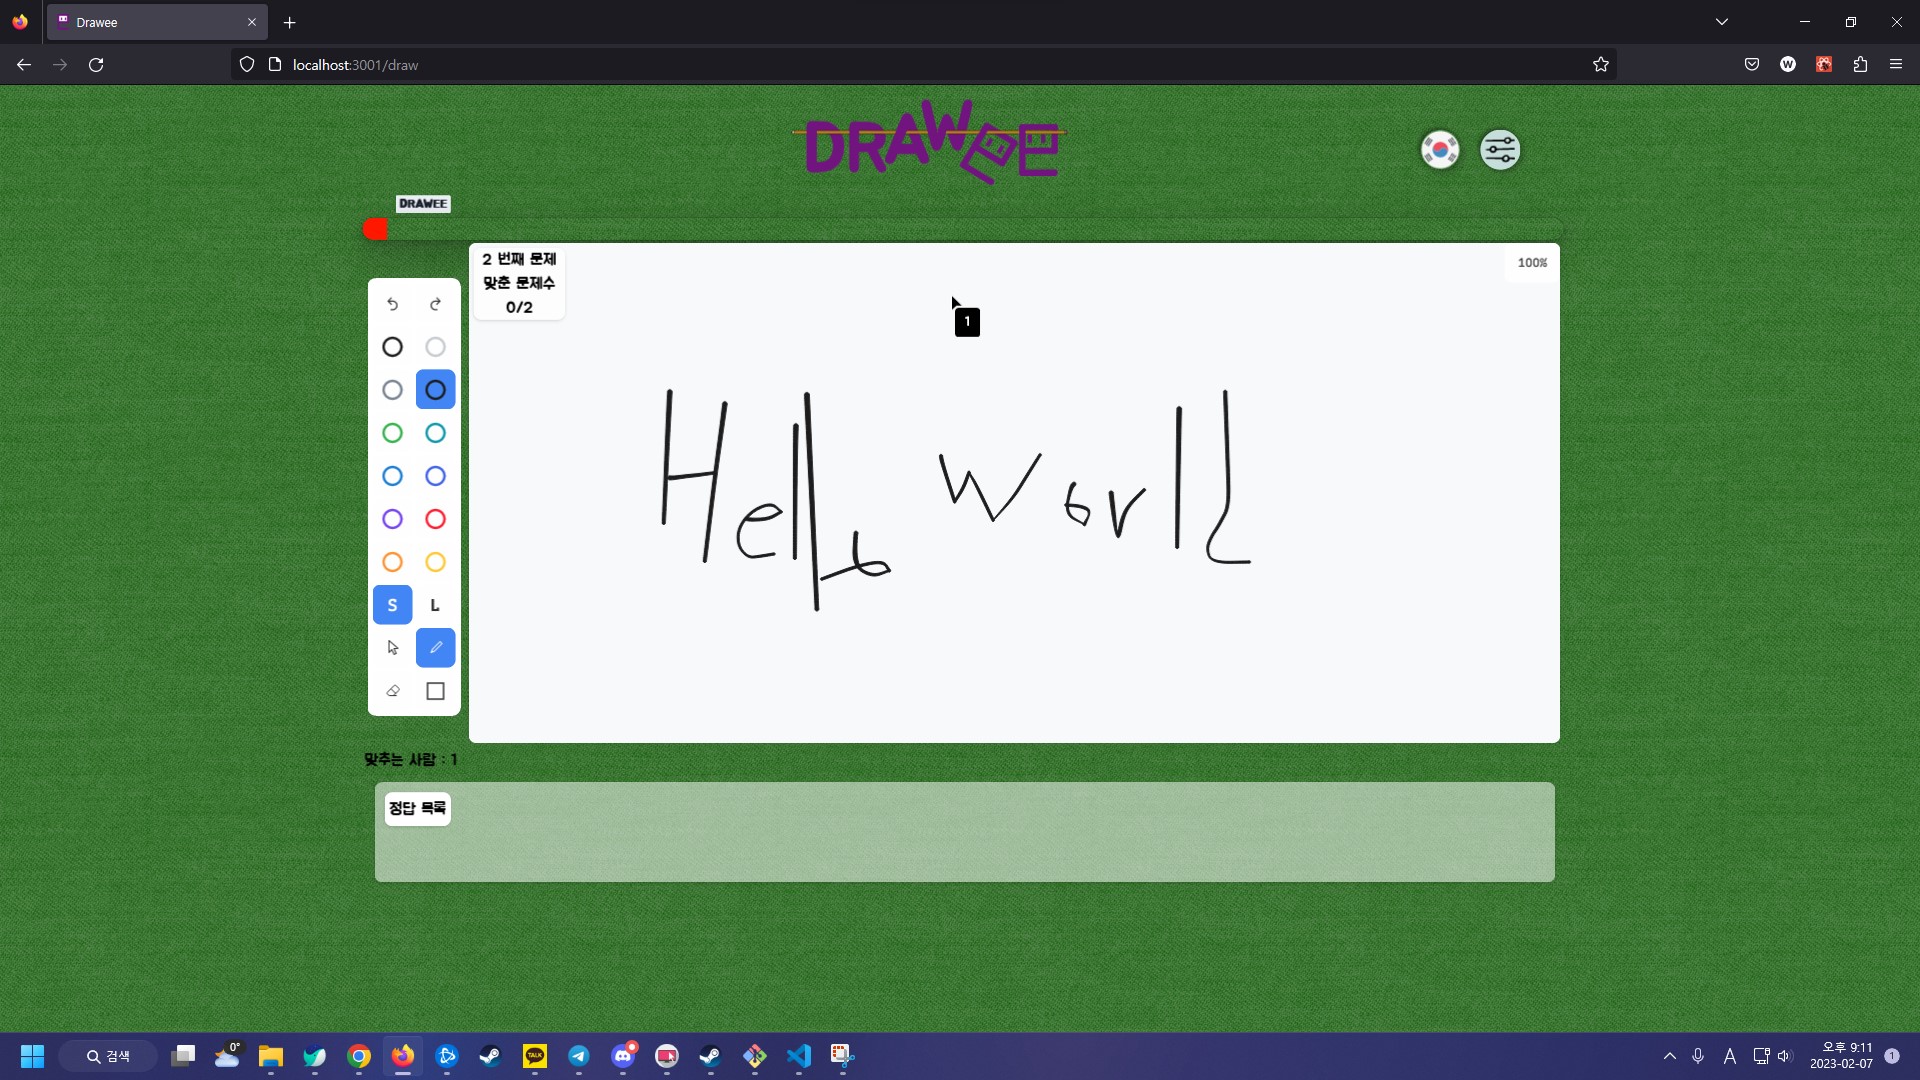 Drawee
localhost:3001/draw
DRAWEE
DRAWEE
2 번째 문제
맞춘 문제수
0/2
100%
1
Hello World
S L
맞추는 사람 : 1
정답 목록
0°
검색
TALK
A
오후 9:11
2023-02-07
1
W